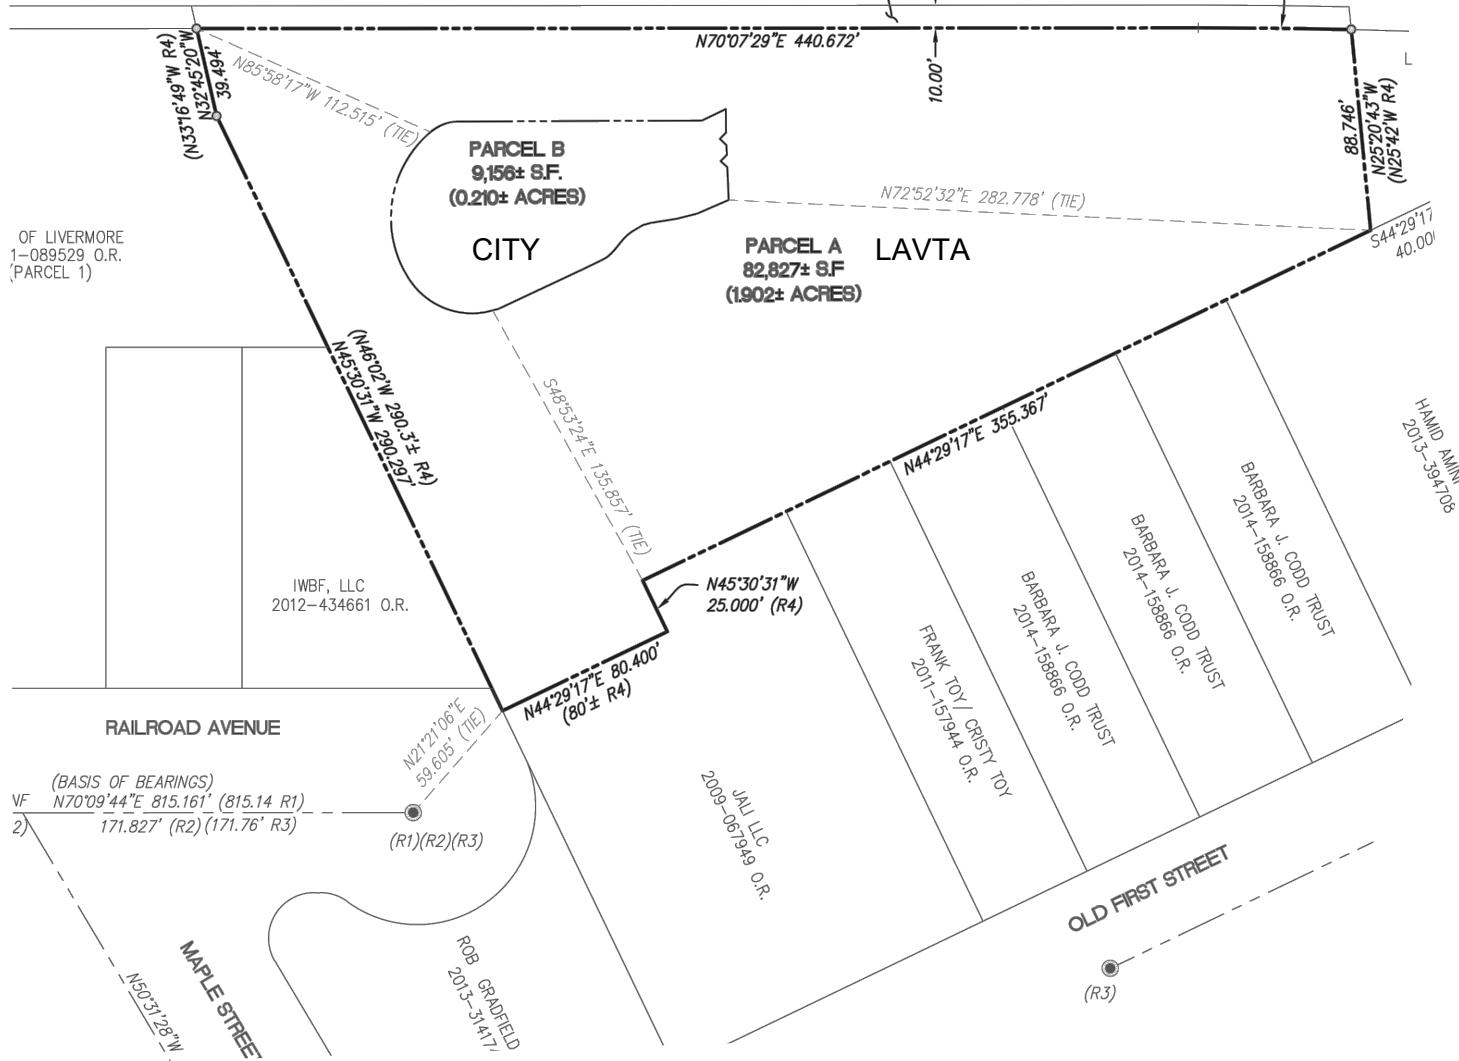 N70°07'29"E 440.672'
(N33°16'49"W R4)
N32°45'20"W
39.494'
N85°58'17"W 112.515' (TIE)
10.00'
L
88.746'
N25°20'43"W
(N25°42'W R4)
PARCEL B
9,156± S.F.
(0.210± ACRES)
N72°52'32"E 282.778' (TIE)
OF LIVERMORE
1-089529 O.R.
(PARCEL 1)
CITY
PARCEL A
82,827± S.F
(1.902± ACRES)
LAVTA
S44°29'17
40.00
(N46°02'W 290.3'± R4)
N45°30'31"W 290.297'
S48°53'24"E 135.857' (TIE)
N44°29'17"E 355.367'
HAMID AMINI
2013-394708
BARBARA J. CODD TRUST
2014-158866 O.R.
BARBARA J. CODD TRUST
2014-158866 O.R.
BARBARA J. CODD TRUST
2014-158866 O.R.
FRANK TOY/ CRISTY TOY
2011-157944 O.R.
N45°30'31"W
25.000' (R4)
IWBF, LLC
2012-434661 O.R.
N44°29'17"E 80.400'
(80'± R4)
RAILROAD AVENUE
N21°21'06"E
59.605' (TIE)
(BASIS OF BEARINGS)
N70°09'44"E 815.161' (815.14 R1)
171.827' (R2)(171.76' R3)
2)
(R1)(R2)(R3)
JALI LLC
2009-067949 O.R.
OLD FIRST STREET
(R3)
MAPLE STREET
N50°31'28"W
ROB GRADFIELD
2013-31417